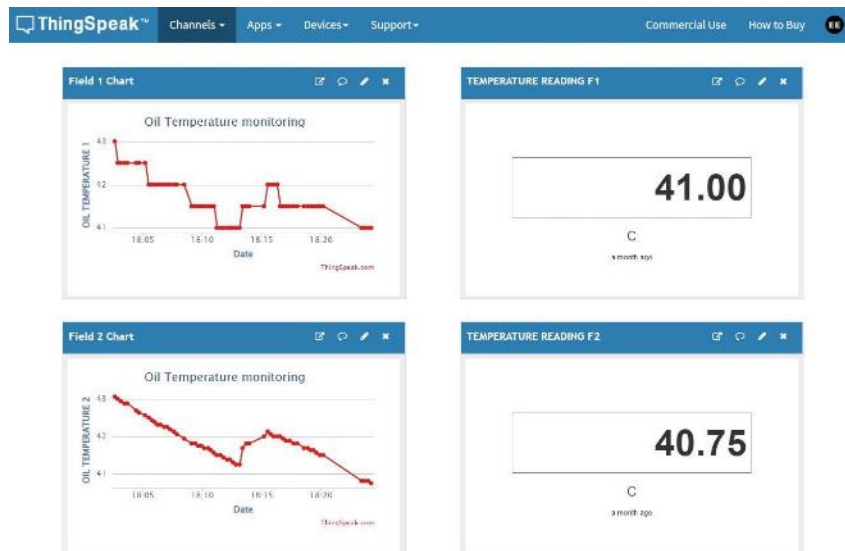 ThingSpeak™ Channels Apps Devices Support Commercial Use How to Buy
Field 1 Chart
Oil Temperature monitoring
OIL TEMPERATURE 1
43
42
41
18:05 18:10 18:15 18:20
Date
ThingSpeak.com
TEMPERATURE READING F1
41.00
C
a month ago
Field 2 Chart
Oil Temperature monitoring
OIL TEMPERATURE 2
43
42
41
18:05 18:10 18:15 18:20
Date
ThingSpeak.com
TEMPERATURE READING F2
40.75
C
a month ago